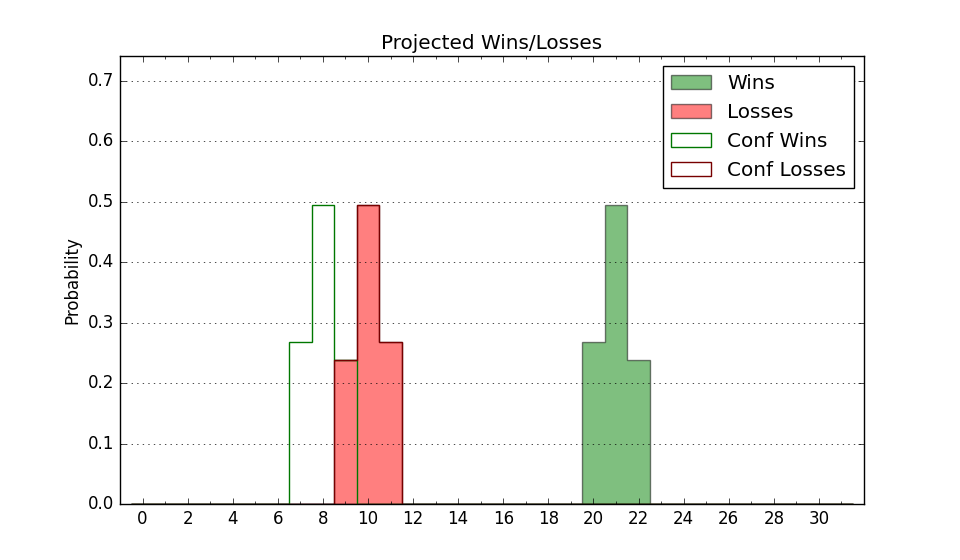 Projected Wins/Losses
Wins
Losses
Conf Wins
Conf Losses
Probability
0.7
0.6
0.5
0.4
0.3
0.2
0.1
0.0
0 2 4 6 8 10 12 14 16 18 20 22 24 26 28 30